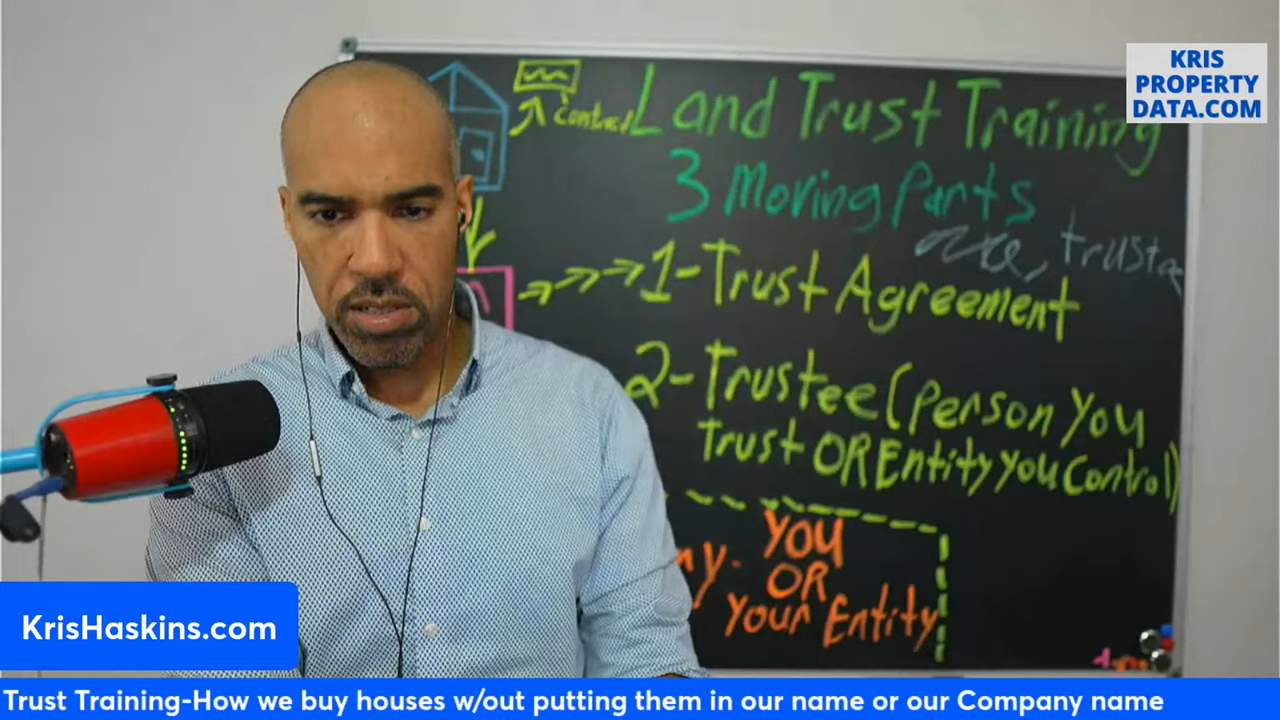 KRIS
PROPERTY
DATA.COM
Land Trust Training
3 Moving Parts
1-Trust Agreement
2-Trustee (Person You
Trust OR Entity You Control)
You
OR
Your Entity
KrisHaskins.com
Trust Training-How we buy houses w/out putting them in our name or our Company name